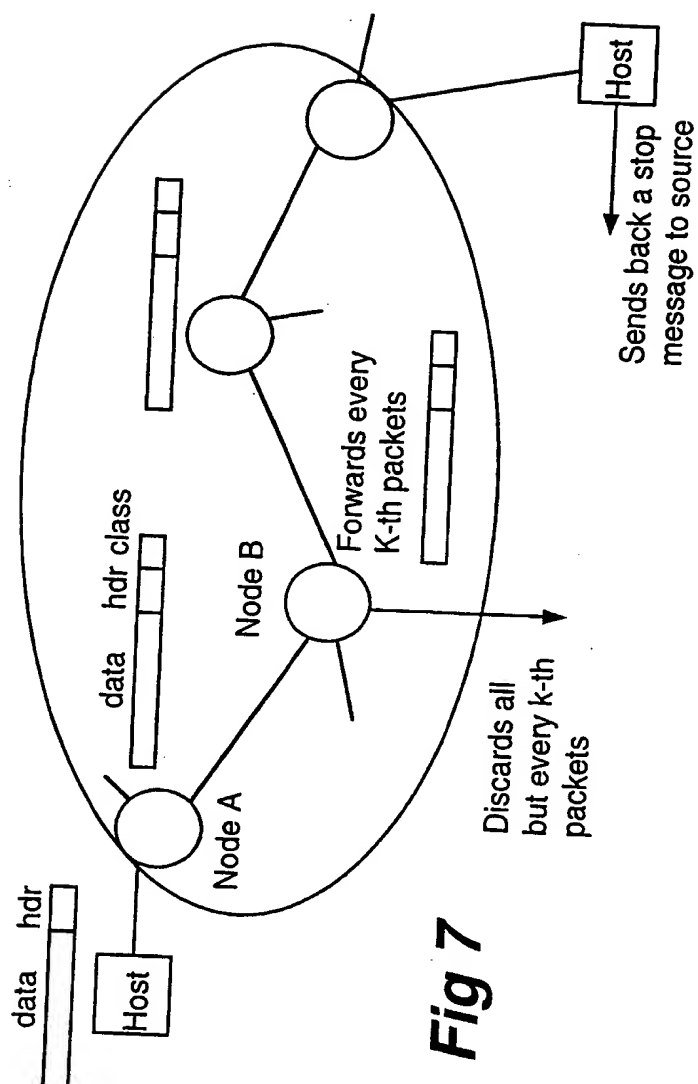 data hdr
Host
Node A
data hdr class
Node B
Forwards every
K-th packets
Discards all
but every k-th
packets
Host
Sends back a stop
message to source
Fig 7